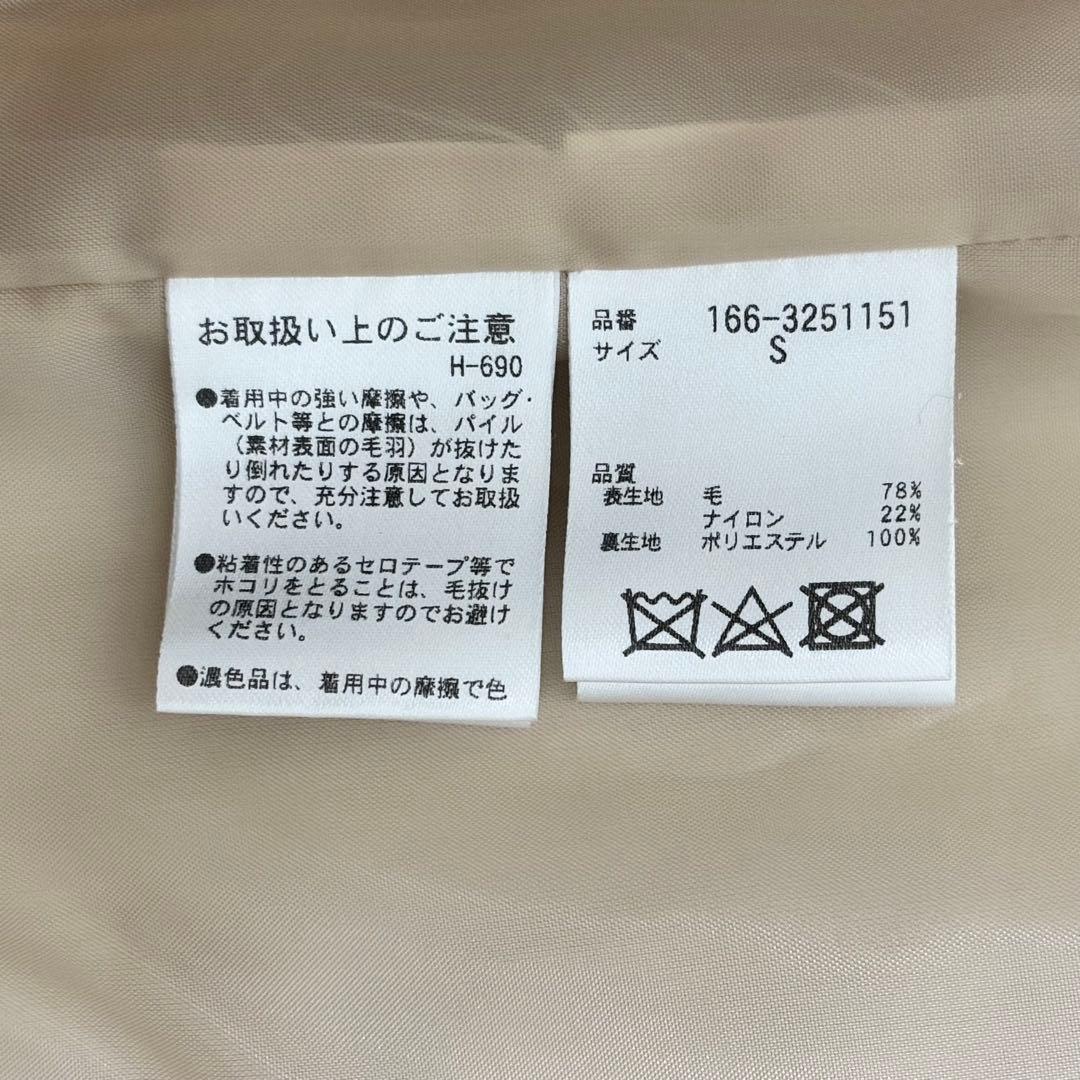 お取扱い上のご注意
H-690
●着用中の強い摩擦や、バッグ・
ベルト等との摩擦は、パイル
(素材表面の毛羽)が抜けた
り倒れたりする原因となりま
すので、充分注意してお取扱
いください。
●粘着性のあるセロテープ等で
ホコリをとることは、毛抜け
の原因となりますのでお避け
ください。
●濃色品は、着用中の摩擦で色
品番 166-3251151
サイズ S
品質
表生地 毛 78%
ナイロン 22%
裏生地 ポリエステル 100%